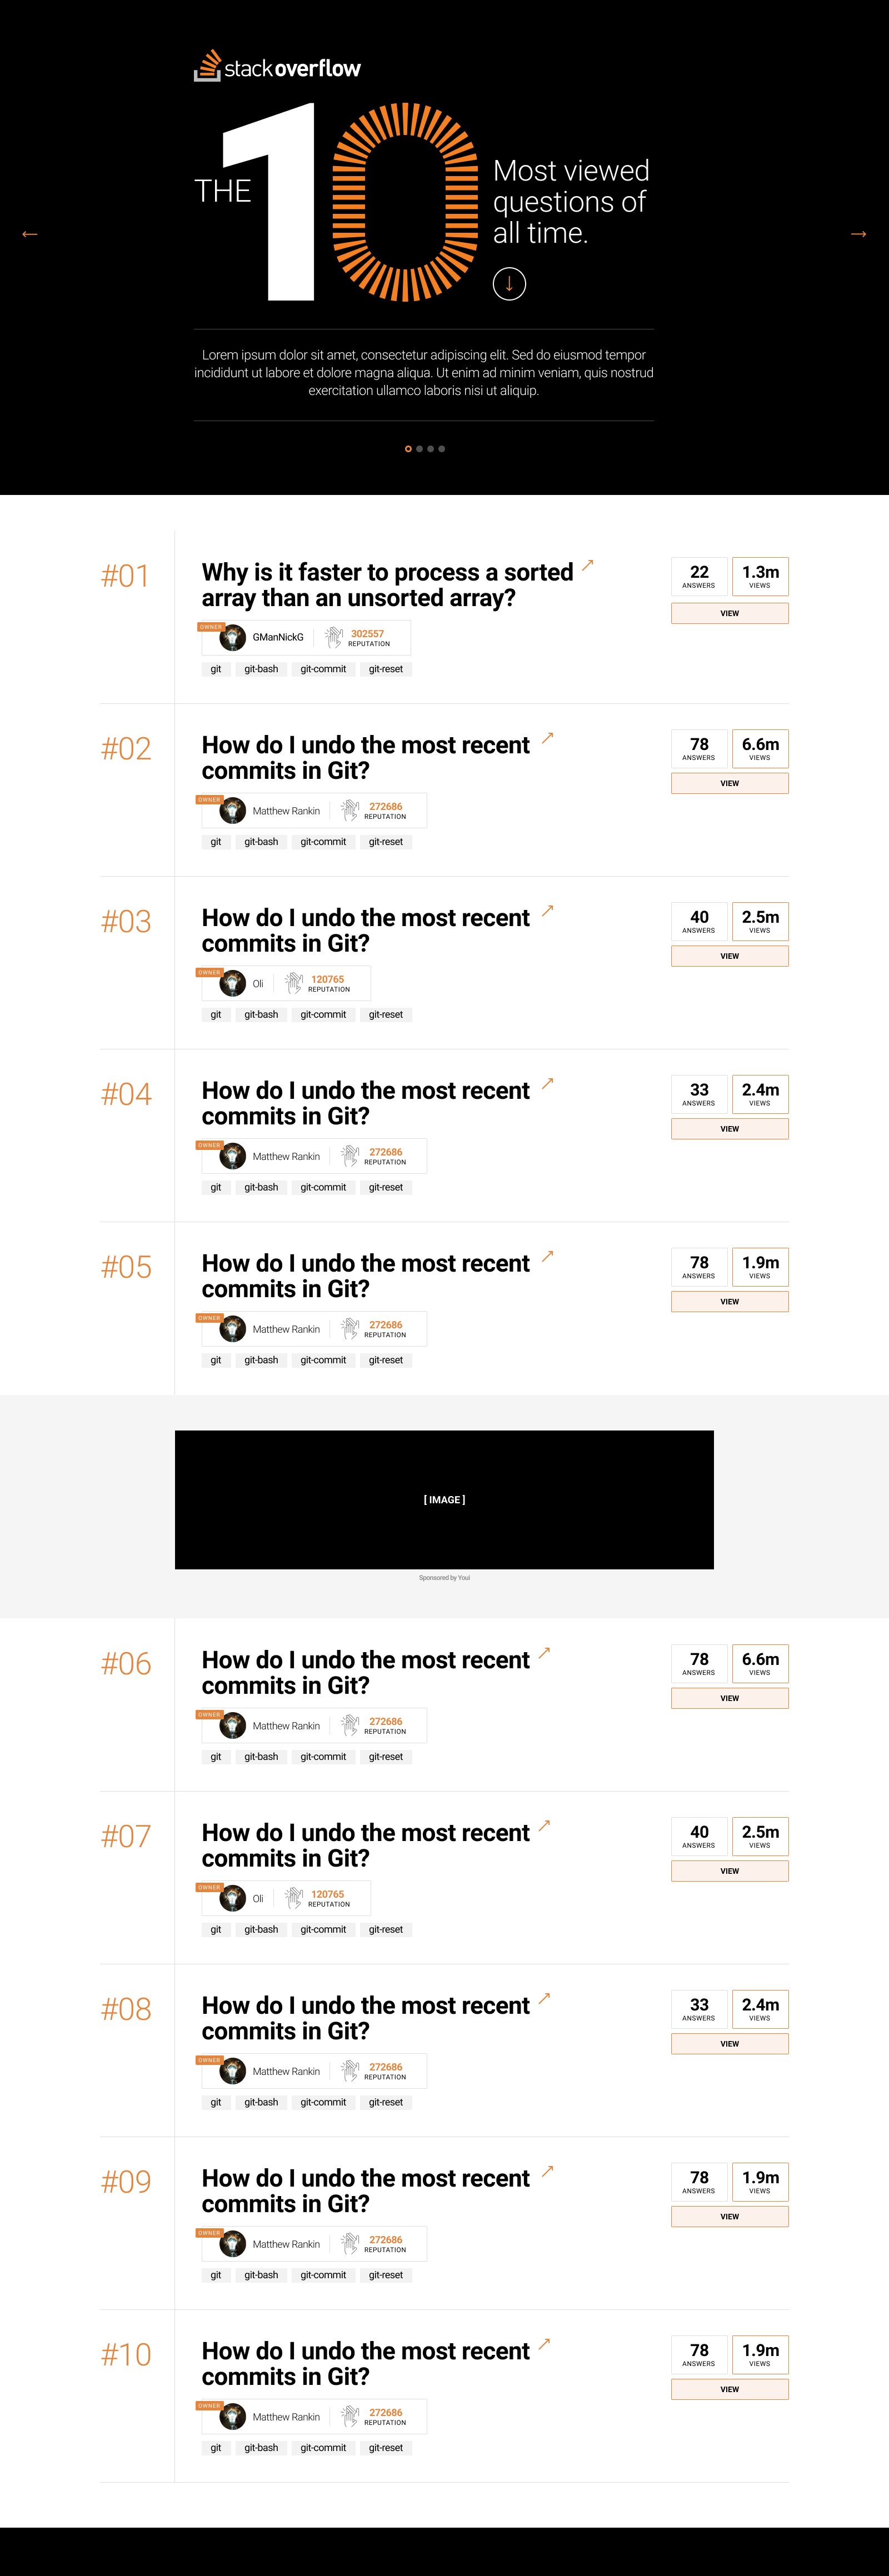 stackoverflow
THE
10
Most viewed
questions of
all time.
Lorem ipsum dolor sit amet, consectetur adipiscing elit. Sed do eiusmod tempor
incididunt ut labore et dolore magna aliqua. Ut enim ad minim veniam, quis nostrud
exercitation ullamco laboris nisi ut aliquip.
#01
Why is it faster to process a sorted
array than an unsorted array?
OWNER
GManNickG
302557
REPUTATION
git git-bash git-commit git-reset
22 1.3m
ANSWERS VIEWS
VIEW
#02
How do I undo the most recent
commits in Git?
OWNER
Matthew Rankin
272686
REPUTATION
git git-bash git-commit git-reset
78 6.6m
ANSWERS VIEWS
VIEW
#03
How do I undo the most recent
commits in Git?
OWNER
Oli
120765
REPUTATION
git git-bash git-commit git-reset
40 2.5m
ANSWERS VIEWS
VIEW
#04
How do I undo the most recent
commits in Git?
OWNER
Matthew Rankin
272686
REPUTATION
git git-bash git-commit git-reset
33 2.4m
ANSWERS VIEWS
VIEW
#05
How do I undo the most recent
commits in Git?
OWNER
Matthew Rankin
272686
REPUTATION
git git-bash git-commit git-reset
78 1.9m
ANSWERS VIEWS
VIEW
[ IMAGE ]
Sponsored by Youi
#06
How do I undo the most recent
commits in Git?
OWNER
Matthew Rankin
272686
REPUTATION
git git-bash git-commit git-reset
78 6.6m
ANSWERS VIEWS
VIEW
#07
How do I undo the most recent
commits in Git?
OWNER
Oli
120765
REPUTATION
git git-bash git-commit git-reset
40 2.5m
ANSWERS VIEWS
VIEW
#08
How do I undo the most recent
commits in Git?
OWNER
Matthew Rankin
272686
REPUTATION
git git-bash git-commit git-reset
33 2.4m
ANSWERS VIEWS
VIEW
#09
How do I undo the most recent
commits in Git?
OWNER
Matthew Rankin
272686
REPUTATION
git git-bash git-commit git-reset
78 1.9m
ANSWERS VIEWS
VIEW
#10
How do I undo the most recent
commits in Git?
OWNER
Matthew Rankin
272686
REPUTATION
git git-bash git-commit git-reset
78 1.9m
ANSWERS VIEWS
VIEW